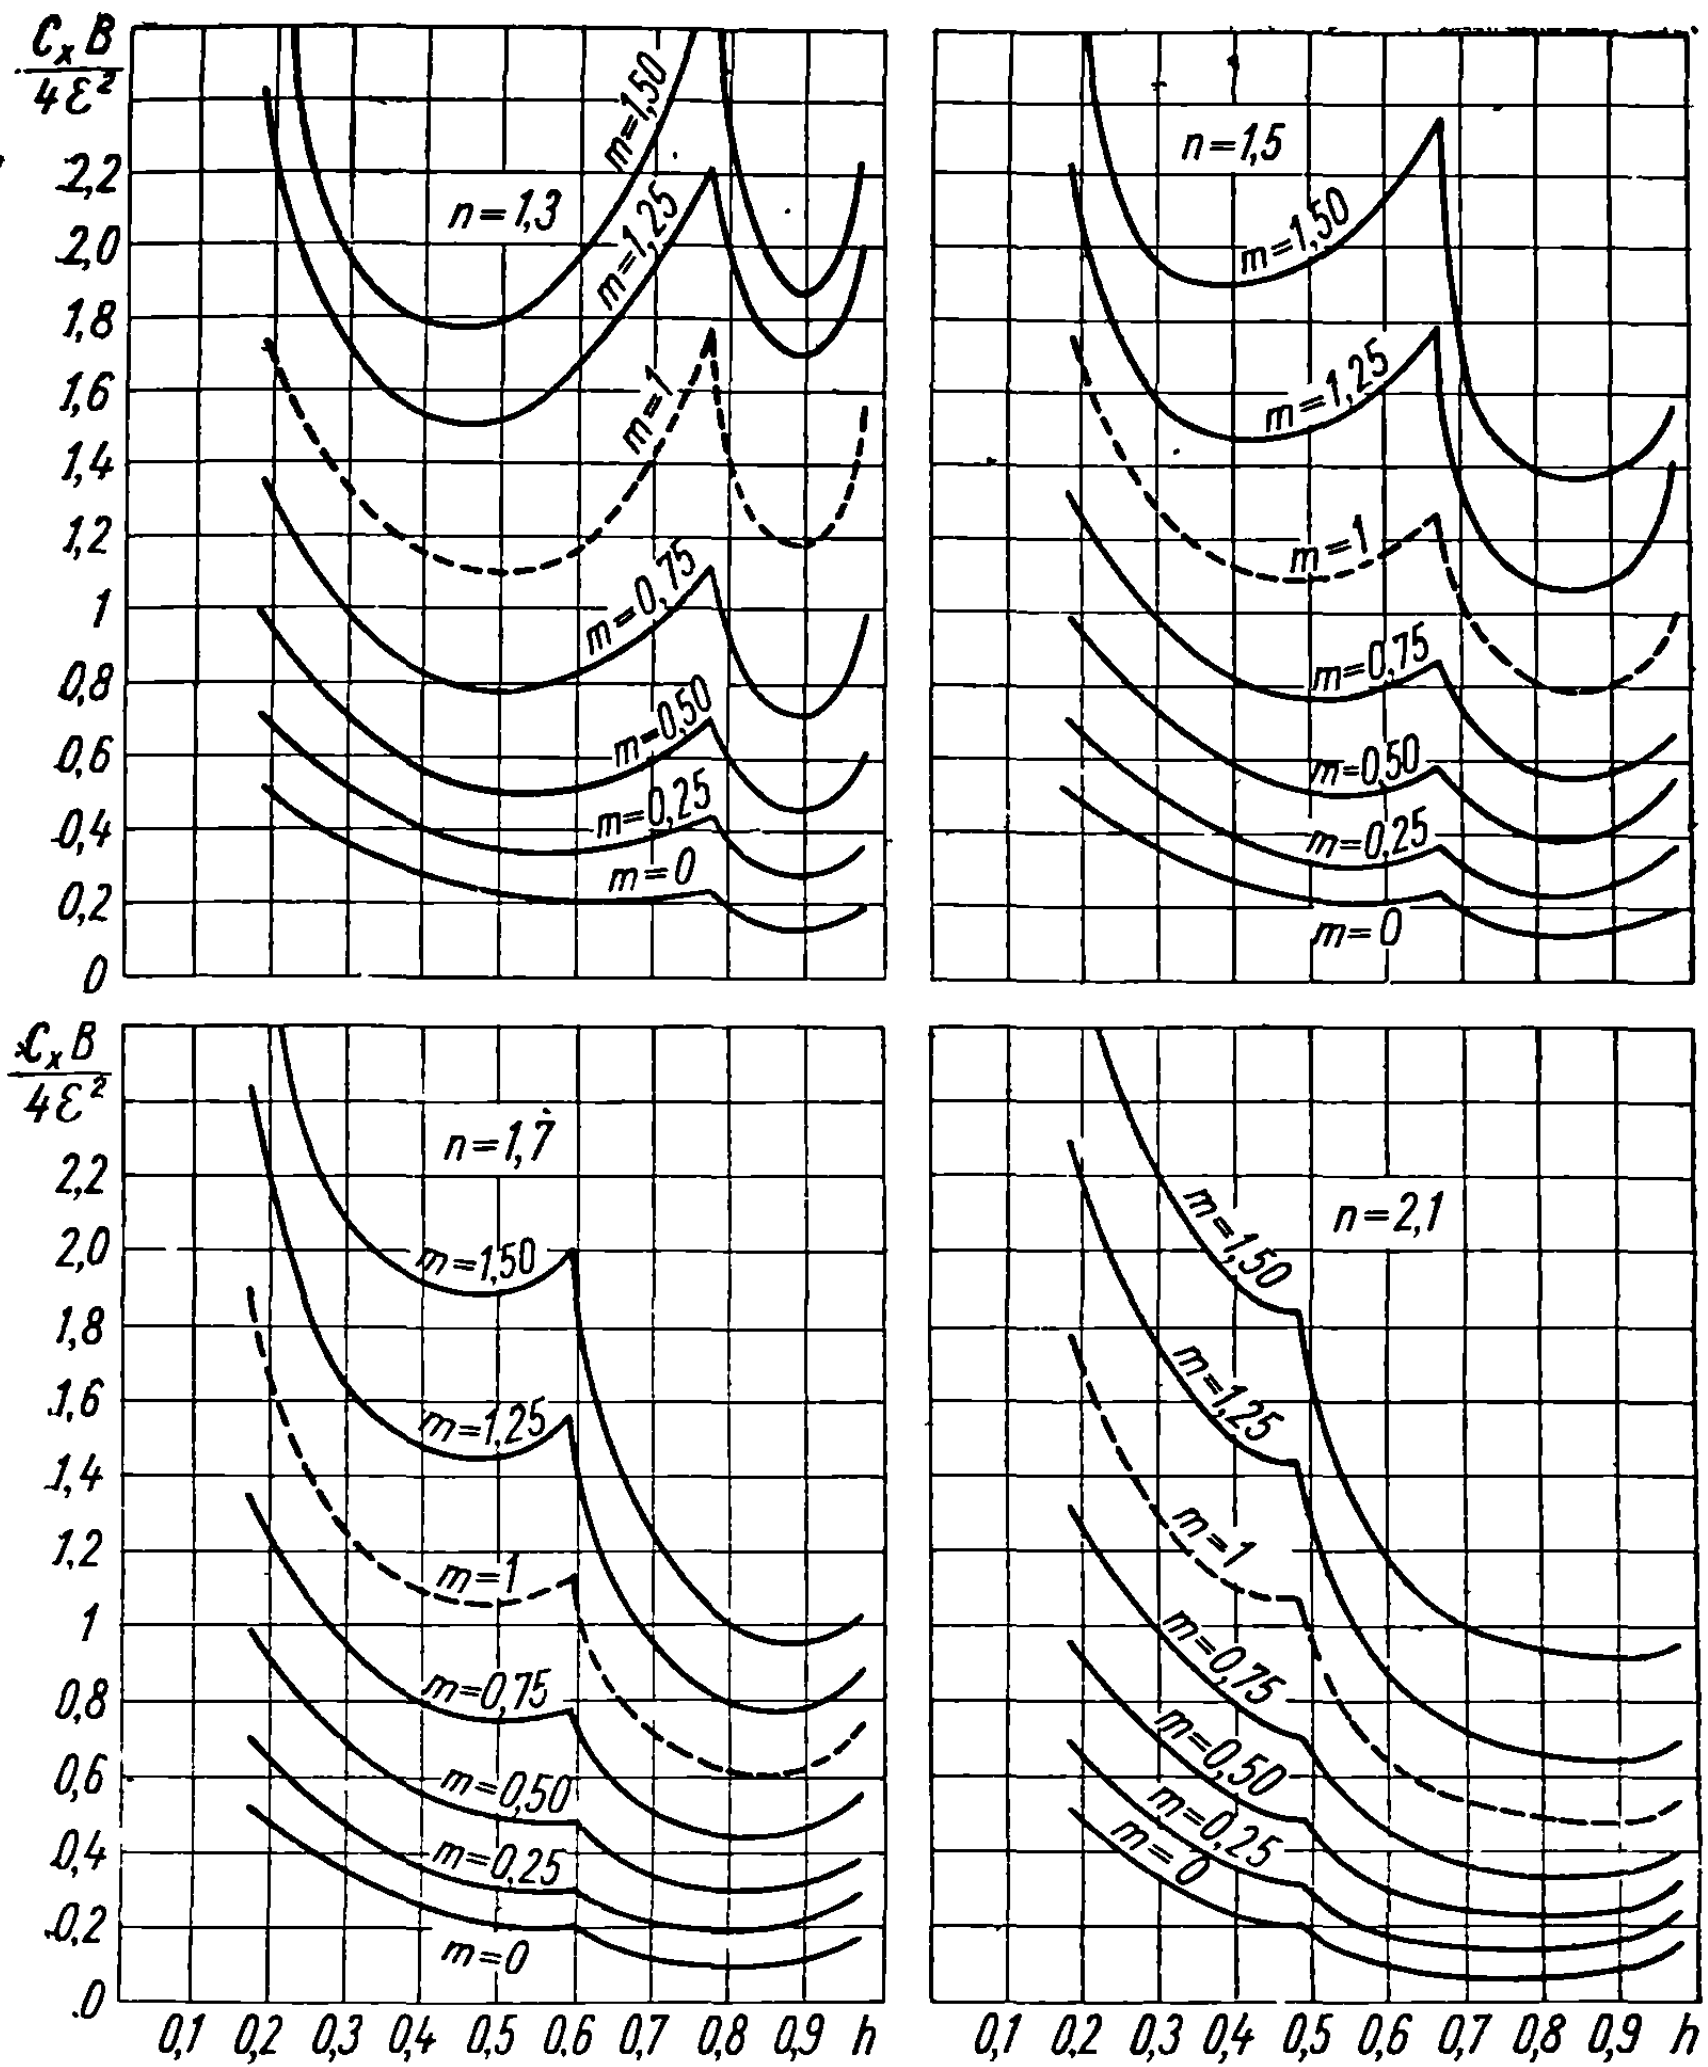 CₓB
4ε²
2,2
2,0
1,8
1,6
1,4
1,2
1
0,8
0,6
0,4
0,2
0
n=1,3
m=1,50
m=1,25
m=1
m=0,75
m=0,50
m=0,25
m=0
n=1,5
m=1,50
m=1,25
m=1
m=0,75
m=0,50
m=0,25
m=0
CₓB
4ε²
2,2
2,0
1,8
1,6
1,4
1,2
1
0,8
0,6
0,4
0,2
0
n=1,7
m=1,50
m=1,25
m=1
m=0,75
m=0,50
m=0,25
m=0
0,1 0,2 0,3 0,4 0,5 0,6 0,7 0,8 0,9 h
n=2,1
m=1,50
m=1,25
m=1
m=0,75
m=0,50
m=0,25
m=0
0,1 0,2 0,3 0,4 0,5 0,6 0,7 0,8 0,9 h